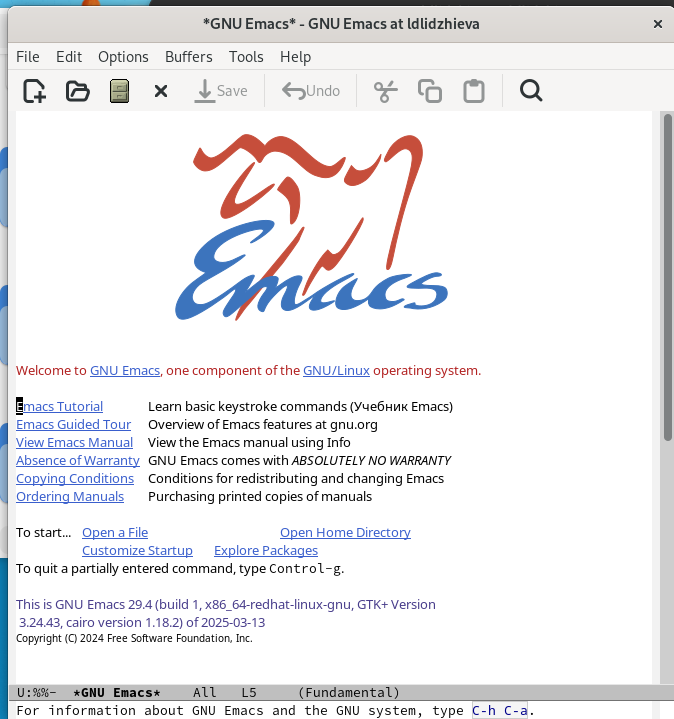 *GNU Emacs* - GNU Emacs at ldlidzhieva
File Edit Options Buffers Tools Help
Save Undo
Emacs
Welcome to GNU Emacs, one component of the GNU/Linux operating system.
Emacs Tutorial Learn basic keystroke commands (Учебник Emacs)
Emacs Guided Tour Overview of Emacs features at gnu.org
View Emacs Manual View the Emacs manual using Info
Absence of Warranty GNU Emacs comes with ABSOLUTELY NO WARRANTY
Copying Conditions Conditions for redistributing and changing Emacs
Ordering Manuals Purchasing printed copies of manuals
To start... Open a File Open Home Directory
Customize Startup Explore Packages
To quit a partially entered command, type Control-g.
This is GNU Emacs 29.4 (build 1, x86_64-redhat-linux-gnu, GTK+ Version
3.24.43, cairo version 1.18.2) of 2025-03-13
Copyright (C) 2024 Free Software Foundation, Inc.
U:%%- *GNU Emacs* All L5 (Fundamental)
For information about GNU Emacs and the GNU system, type C-h C-a.